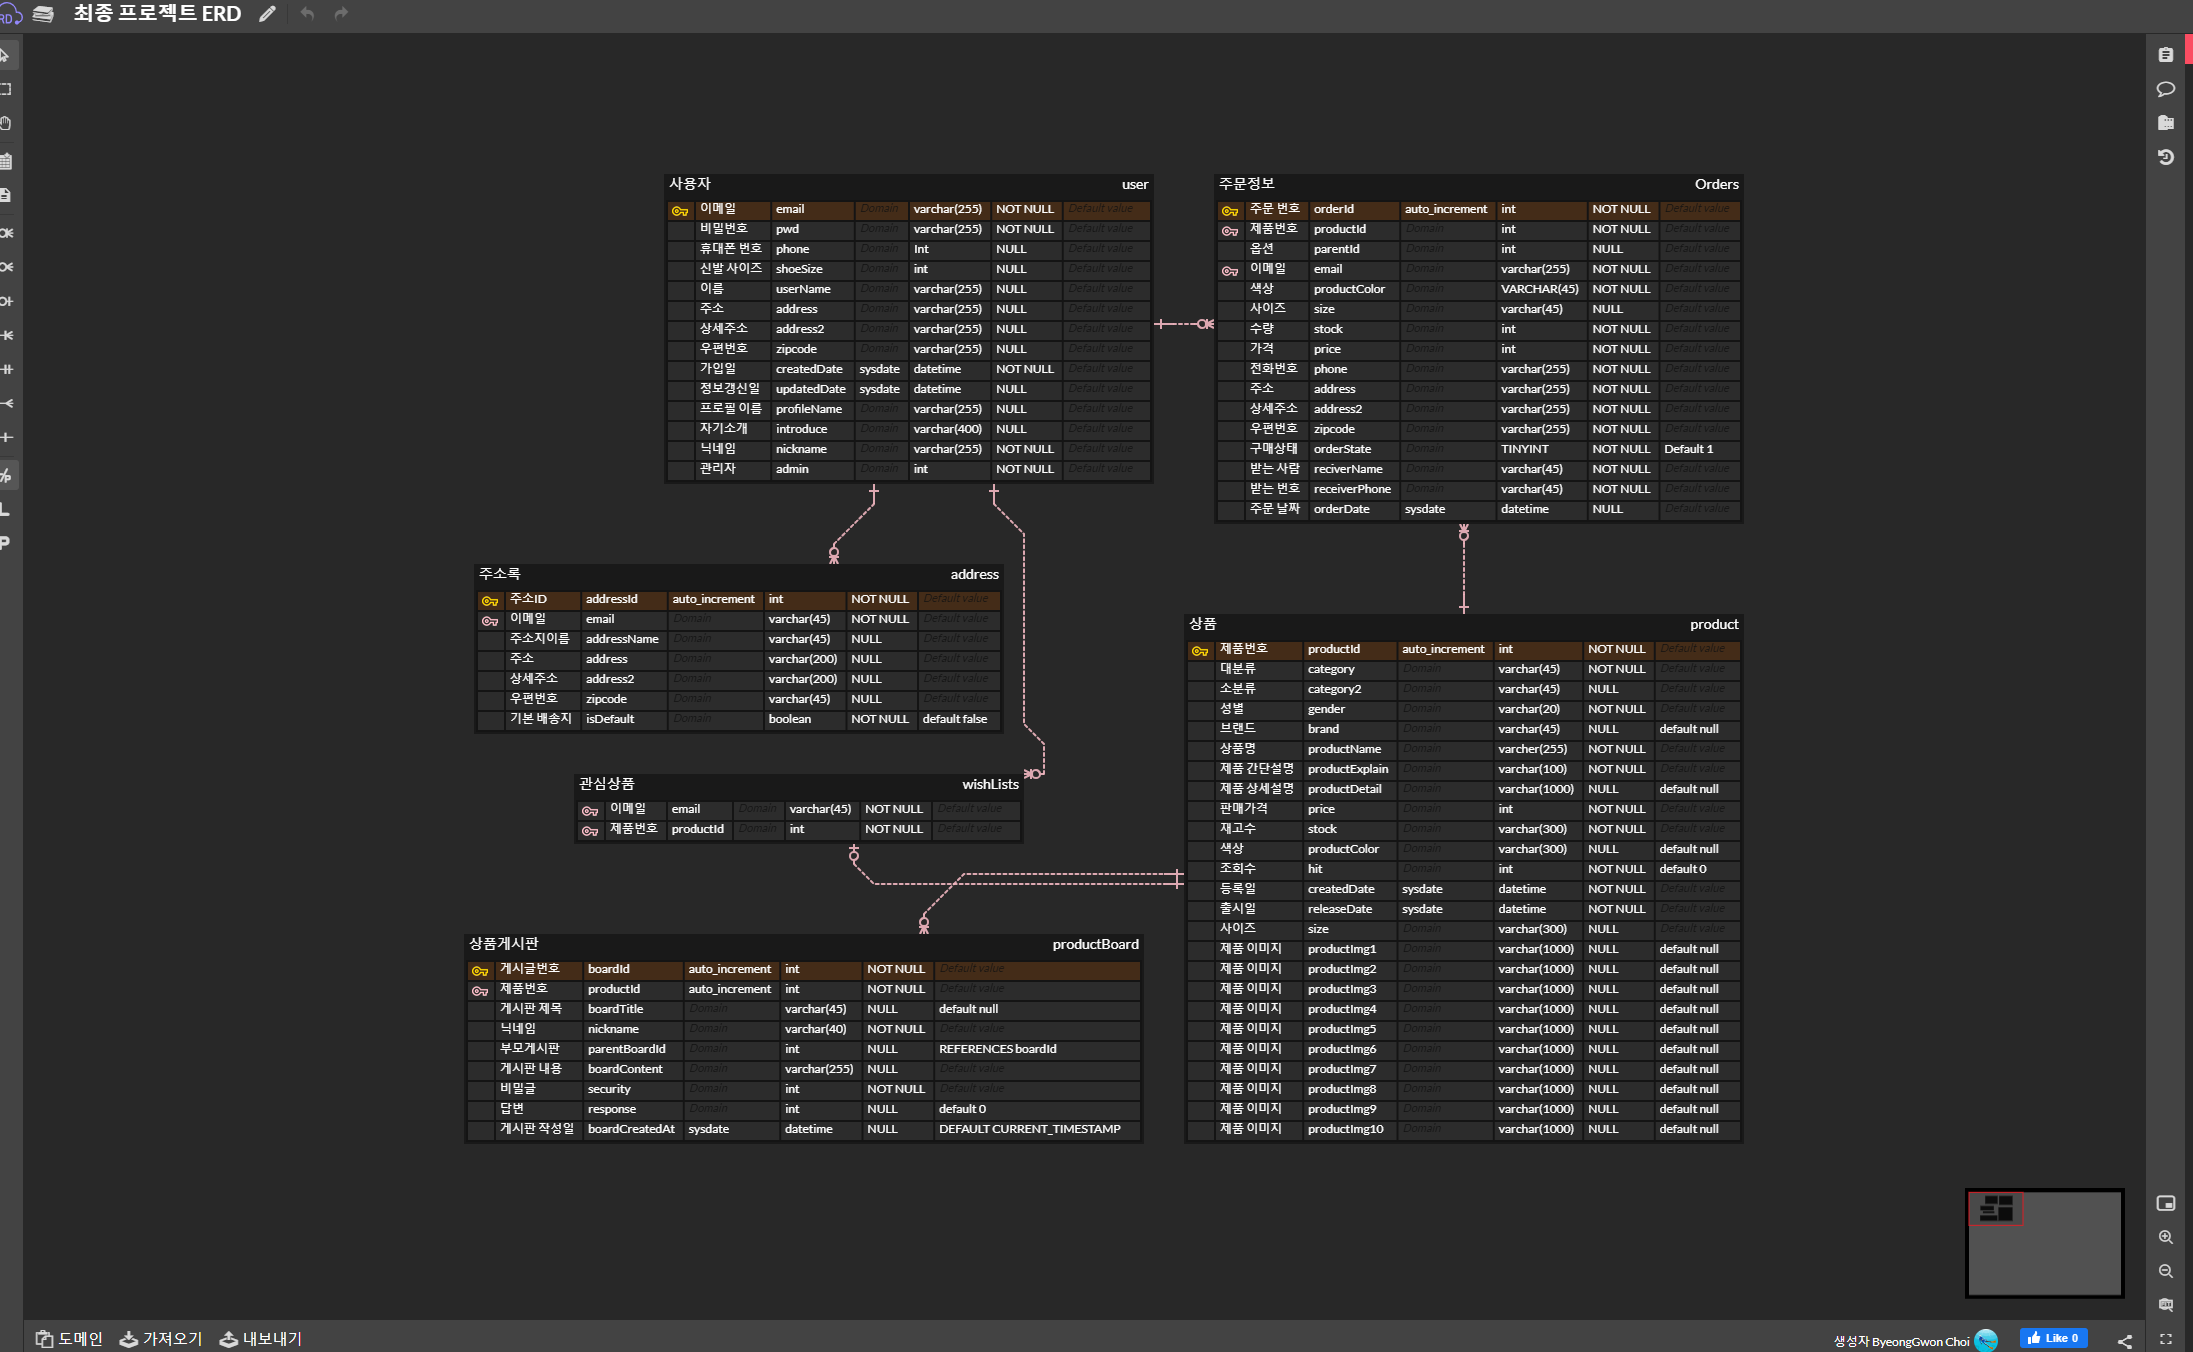 최종 프로젝트 ERD
사용자 user
이메일 email Domain varchar(255) NOT NULL Default value
비밀번호 pwd Domain varchar(255) NOT NULL Default value
휴대폰 번호 phone Domain Int NULL Default value
신발 사이즈 shoeSize Domain int NULL Default value
이름 userName Domain varchar(255) NULL Default value
주소 address Domain varchar(255) NULL Default value
상세주소 address2 Domain varchar(255) NULL Default value
우편번호 zipcode Domain varchar(255) NULL Default value
가입일 createdDate sysdate datetime NOT NULL Default value
정보갱신일 updatedDate sysdate datetime NULL Default value
프로필 이름 profileName Domain varchar(255) NULL Default value
자기소개 introduce Domain varchar(400) NULL Default value
닉네임 nickname Domain varchar(255) NOT NULL Default value
관리자 admin Domain int NOT NULL Default value
주문정보 Orders
주문 번호 orderId auto_increment int NOT NULL Default value
제품번호 productId Domain int NOT NULL Default value
옵션 parentId Domain int NULL Default value
이메일 email Domain varchar(255) NOT NULL Default value
색상 productColor Domain VARCHAR(45) NOT NULL Default value
사이즈 size Domain varchar(45) NULL Default value
수량 stock Domain int NOT NULL Default value
가격 price Domain int NOT NULL Default value
전화번호 phone Domain varchar(255) NOT NULL Default value
주소 address Domain varchar(255) NOT NULL Default value
상세주소 address2 Domain varchar(255) NOT NULL Default value
우편번호 zipcode Domain varchar(255) NOT NULL Default value
구매상태 orderState Domain TINYINT NOT NULL Default 1
받는 사람 reciverName Domain varchar(45) NOT NULL Default value
받는 번호 receiverPhone Domain varchar(45) NOT NULL Default value
주문 날짜 orderDate sysdate datetime NULL Default value
주소록 address
주소ID addressId auto_increment int NOT NULL Default value
이메일 email Domain varchar(45) NOT NULL Default value
주소지이름 addressName Domain varchar(45) NULL Default value
주소 address Domain varchar(200) NULL Default value
상세주소 address2 Domain varchar(200) NULL Default value
우편번호 zipcode Domain varchar(45) NULL Default value
기본 배송지 isDefault Domain boolean NOT NULL default false
관심상품 wishLists
이메일 email Domain varchar(45) NOT NULL Default value
제품번호 productId Domain int NOT NULL Default value
상품 product
제품번호 productId auto_increment int NOT NULL Default value
대분류 category Domain varchar(45) NOT NULL Default value
소분류 category2 Domain varchar(45) NULL Default value
성별 gender Domain varchar(20) NOT NULL Default value
브랜드 brand Domain varchar(45) NULL default null
상품명 productName Domain varcher(255) NOT NULL Default value
제품 간단설명 productExplain Domain varchar(100) NOT NULL Default value
제품 상세설명 productDetail Domain varchar(1000) NULL default null
판매가격 price Domain int NOT NULL Default value
재고수 stock Domain varchar(300) NOT NULL Default value
색상 productColor Domain varchar(300) NULL default null
조회수 hit Domain int NOT NULL default 0
등록일 createdDate sysdate datetime NOT NULL Default value
출시일 releaseDate sysdate datetime NOT NULL Default value
사이즈 size Domain varchar(300) NULL Default value
제품 이미지 productImg1 Domain varchar(1000) NULL default null
제품 이미지 productImg2 Domain varchar(1000) NULL default null
제품 이미지 productImg3 Domain varchar(1000) NULL default null
제품 이미지 productImg4 Domain varchar(1000) NULL default null
제품 이미지 productImg5 Domain varchar(1000) NULL default null
제품 이미지 productImg6 Domain varchar(1000) NULL default null
제품 이미지 productImg7 Domain varchar(1000) NULL default null
제품 이미지 productImg8 Domain varchar(1000) NULL default null
제품 이미지 productImg9 Domain varchar(1000) NULL default null
제품 이미지 productImg10 Domain varchar(1000) NULL default null
상품게시판 productBoard
게시글번호 boardId auto_increment int NOT NULL Default value
제품번호 productId auto_increment int NOT NULL Default value
게시판 제목 boardTitle Domain varchar(45) NULL default null
닉네임 nickname Domain varchar(40) NOT NULL Default value
부모게시판 parentBoardId Domain int NULL REFERENCES boardId
게시판 내용 boardContent Domain varchar(255) NULL Default value
비밀글 security Domain int NOT NULL Default value
답변 response Domain int NULL default 0
게시판 작성일 boardCreatedAt sysdate datetime NULL DEFAULT CURRENT_TIMESTAMP
도메인 가져오기 내보내기
생성자 ByeongGwon Choi Like 0